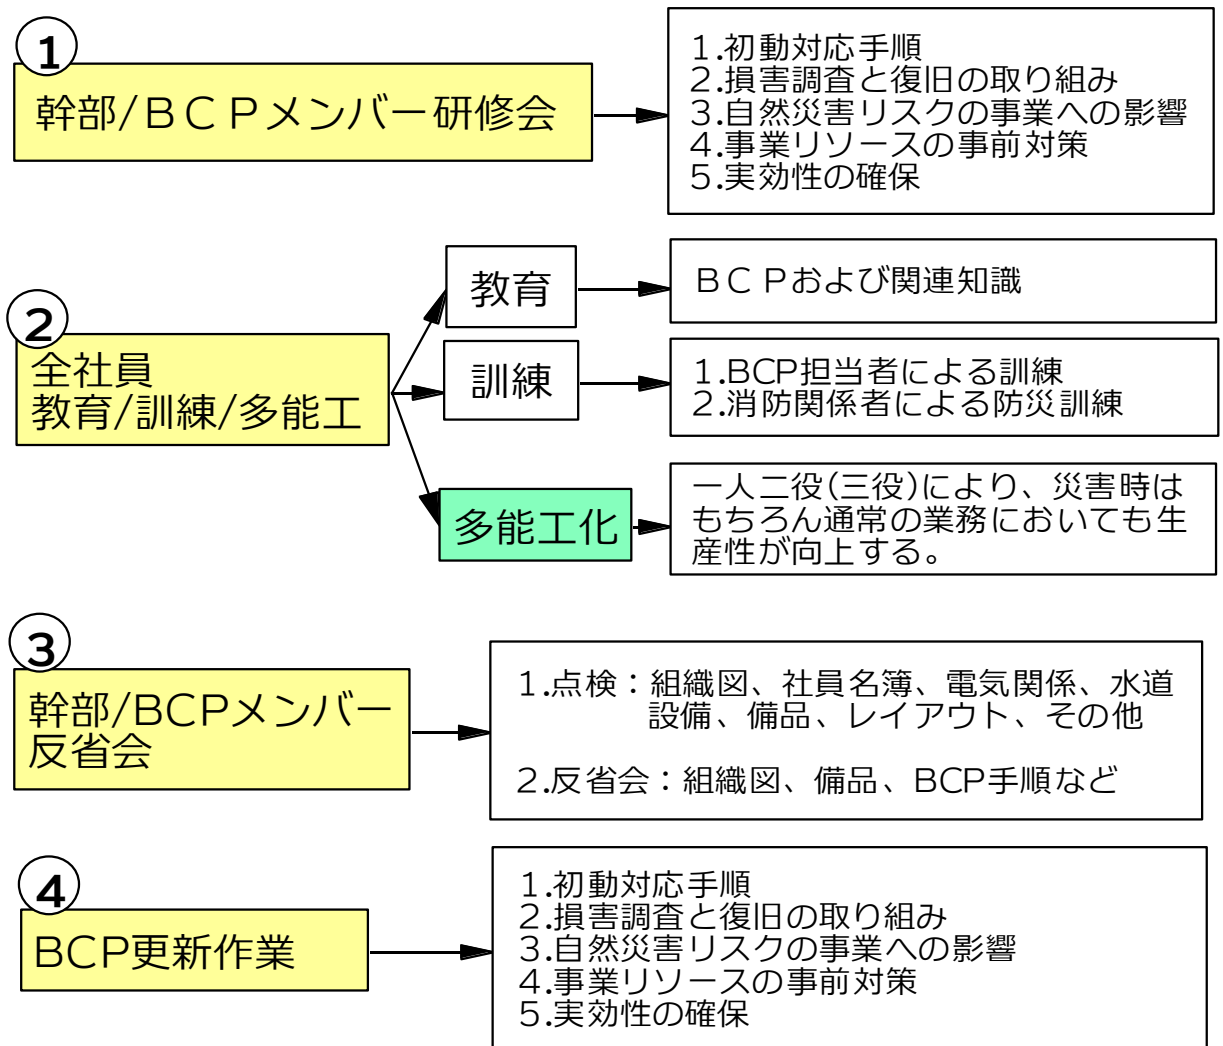 1
幹部/ＢＣＰメンバー研修会
1.初動対応手順
2.損害調査と復旧の取り組み
3.自然災害リスクの事業への影響
4.事業リソースの事前対策
5.実効性の確保
2
全社員
教育/訓練/多能工
教育
ＢＣＰおよび関連知識
訓練
1.BCP担当者による訓練
2.消防関係者による防災訓練
多能工化
一人二役(三役)により、災害時は
もちろん通常の業務においても生
産性が向上する。
3
幹部/BCPメンバー
反省会
1.点検：組織図、社員名簿、電気関係、水道
設備、備品、レイアウト、その他
2.反省会：組織図、備品、BCP手順など
4
BCP更新作業
1.初動対応手順
2.損害調査と復旧の取り組み
3.自然災害リスクの事業への影響
4.事業リソースの事前対策
5.実効性の確保